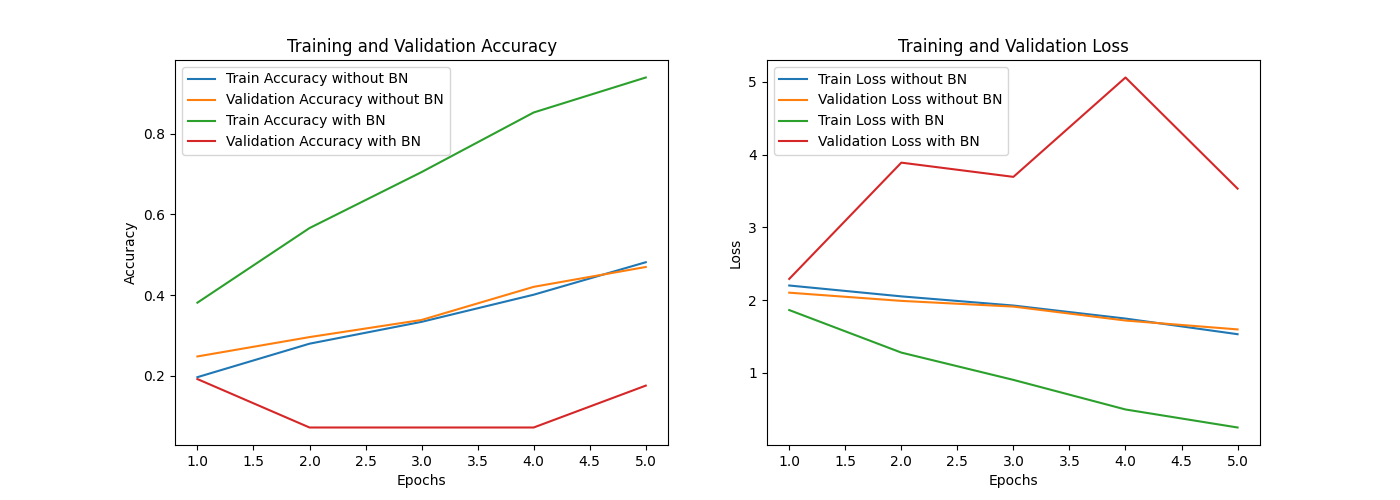 Training and Validation Accuracy
Train Accuracy without BN
Validation Accuracy without BN
Train Accuracy with BN
Validation Accuracy with BN
Accuracy
0.8
0.6
0.4
0.2
1.0 1.5 2.0 2.5 3.0 3.5 4.0 4.5 5.0
Epochs
Training and Validation Loss
Train Loss without BN
Validation Loss without BN
Train Loss with BN
Validation Loss with BN
Loss
5
4
3
2
1
1.0 1.5 2.0 2.5 3.0 3.5 4.0 4.5 5.0
Epochs